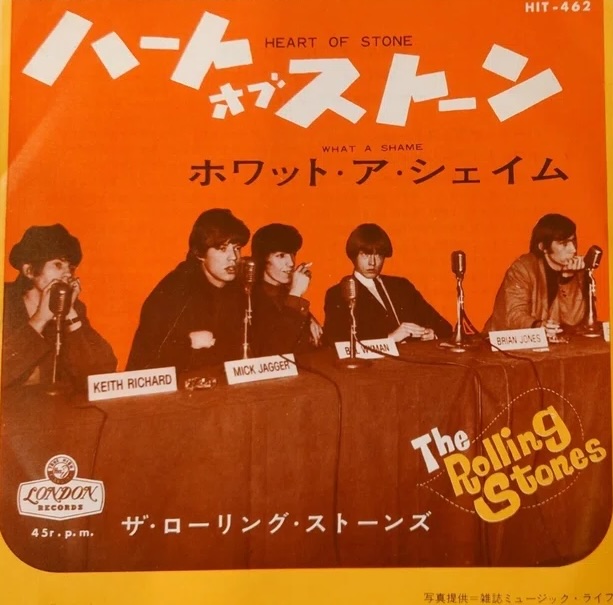 HIT-462
ハート
HEART OF STONE
オブ
ストーン
WHAT A SHAME
ホワット・ア・シェイム
KEITH RICHARD
MICK JAGGER
WYMAN
BRIAN JONES
The
Rolling
Stones
LONDON
RECORDS
45r.p.m.
ザ・ローリング・ストーンズ
写真提供=雑誌ミュージック・ライフ